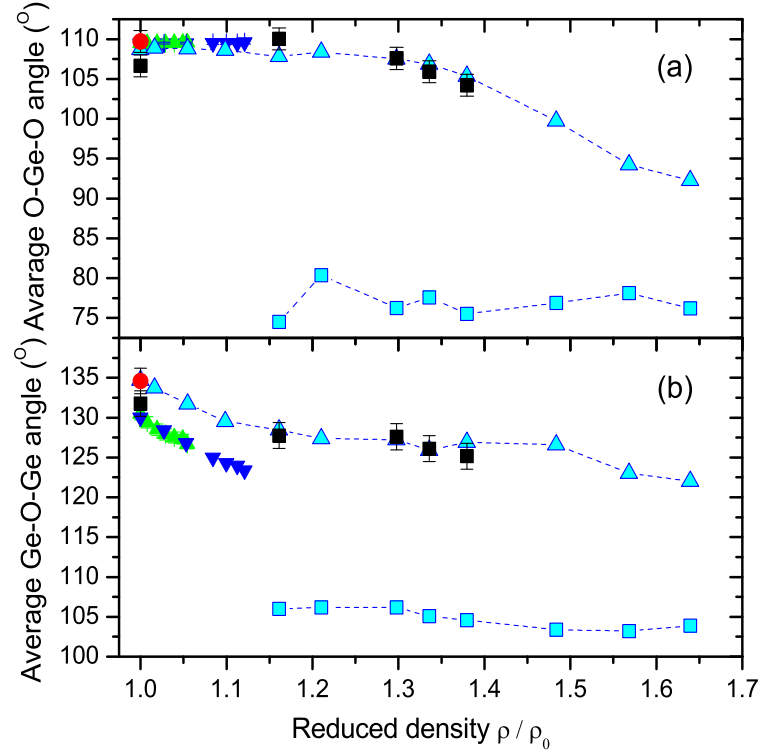 Avarage O-Ge-O angle (°)
110
105
100
95
90
85
80
75
(a)
Average Ge-O-Ge angle (°)
135
130
125
120
115
110
105
100
(b)
1.0 1.1 1.2 1.3 1.4 1.5 1.6 1.7
Reduced density ρ / ρ₀